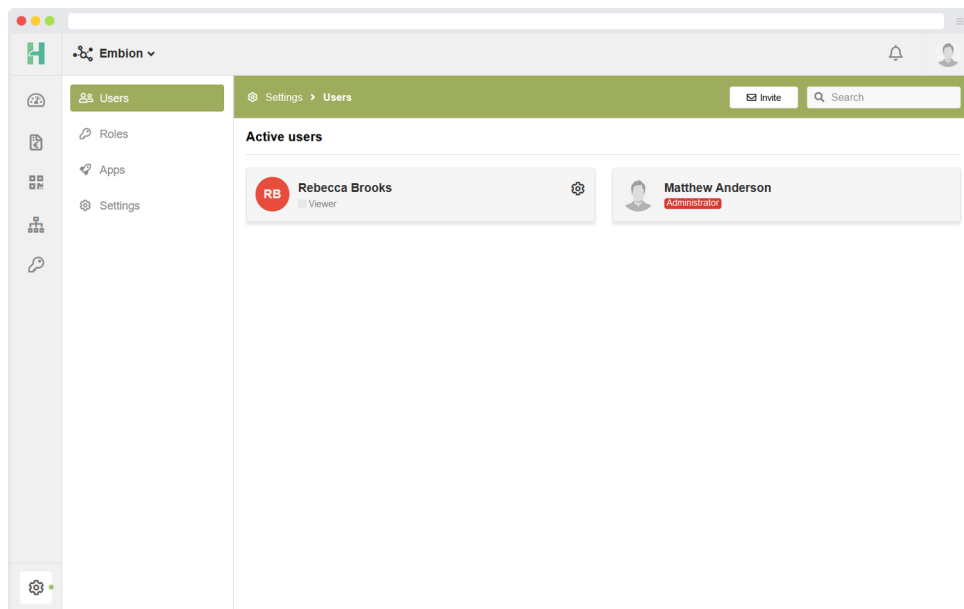 Embion
Users
Roles
Apps
Settings
Settings > Users
Invite
Search
Active users
RB
Rebecca Brooks
Viewer
Matthew Anderson
Administrator